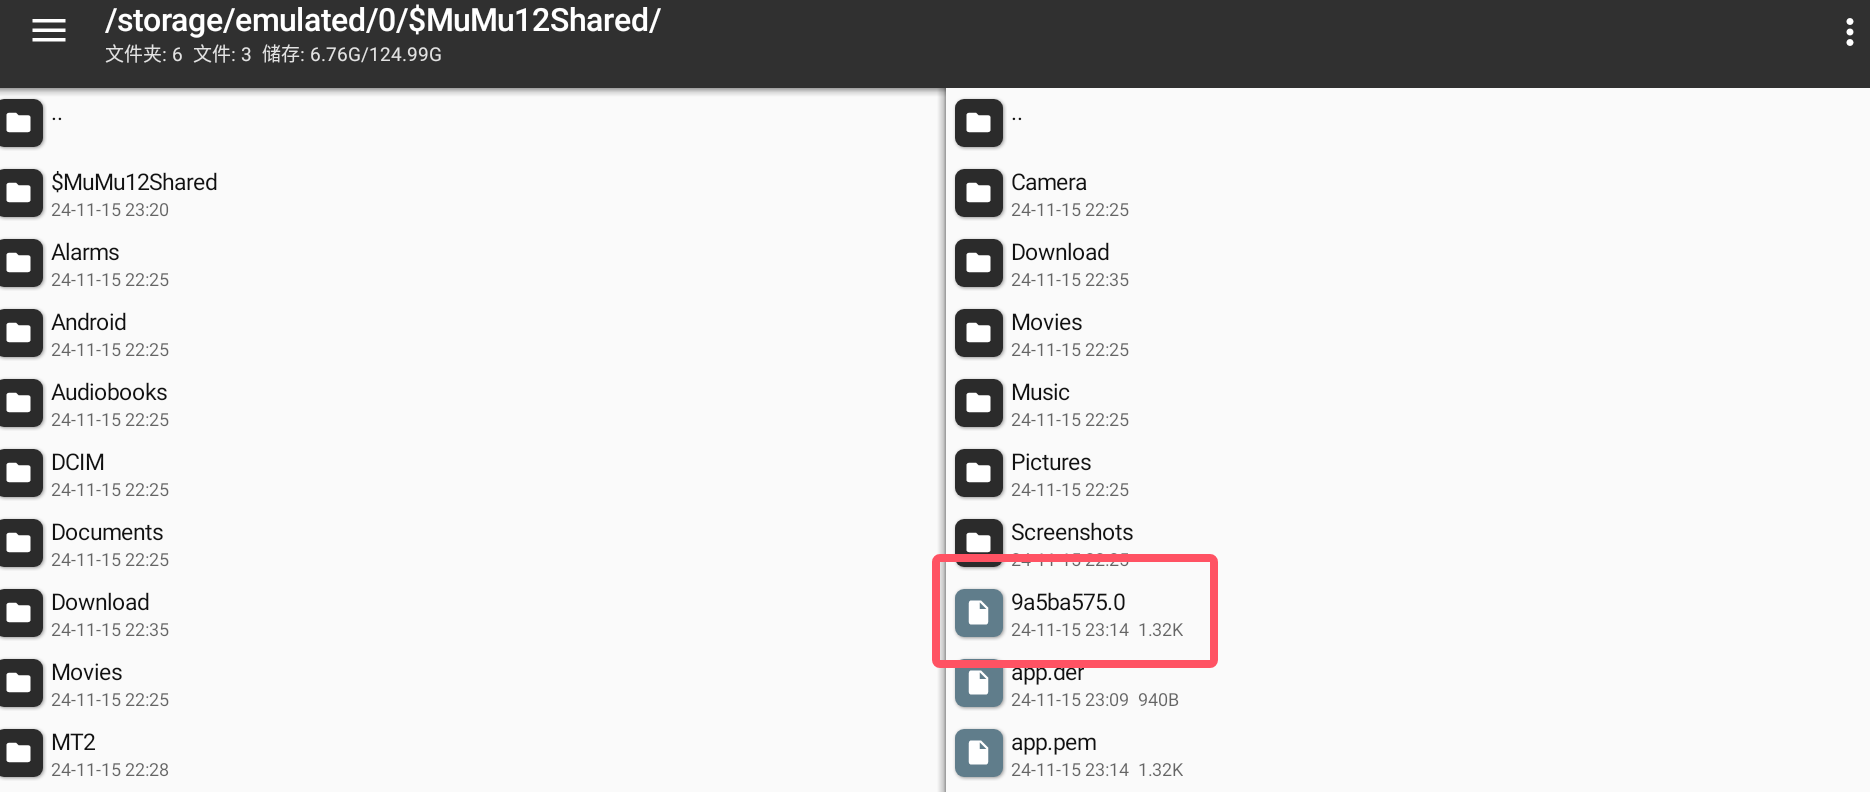 /storage/emulated/0/$MuMu12Shared/
文件夹: 6 文件: 3 储存: 6.76G/124.99G
..
$MuMu12Shared
24-11-15 23:20
Alarms
24-11-15 22:25
Android
24-11-15 22:25
Audiobooks
24-11-15 22:25
DCIM
24-11-15 22:25
Documents
24-11-15 22:25
Download
24-11-15 22:35
Movies
24-11-15 22:25
MT2
24-11-15 22:28
..
Camera
24-11-15 22:25
Download
24-11-15 22:35
Movies
24-11-15 22:25
Music
24-11-15 22:25
Pictures
24-11-15 22:25
Screenshots
24-11-15 22:25
9a5ba575.0
24-11-15 23:14 1.32K
app.der
24-11-15 23:09 940B
app.pem
24-11-15 23:14 1.32K